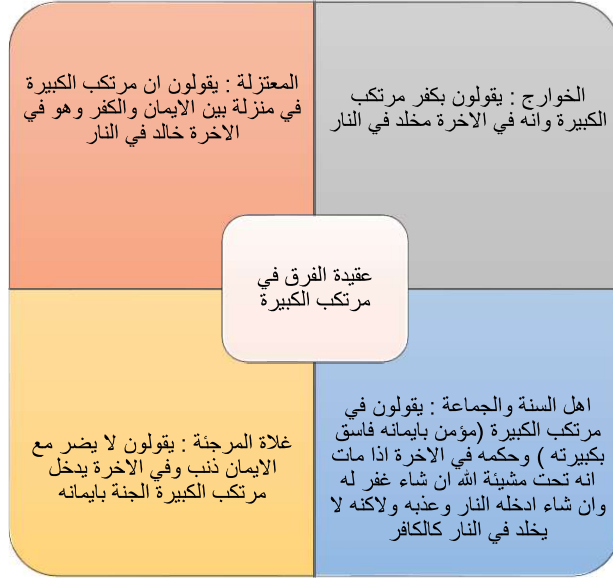 الخوارج : يقولون بكفر مرتكب
الكبيرة وانه في الاخرة مخلد في النار
المعتزلة : يقولون ان مرتكب الكبيرة
في منزلة بين الايمان والكفر وهو في
الاخرة خالد في النار
عقيدة الفرق في
مرتكب الكبيرة
اهل السنة والجماعة : يقولون في
مرتكب الكبيرة (مؤمن بايمانه فاسق
بكبيرته ) وحكمه في الاخرة اذا مات
انه تحت مشيئة الله ان شاء غفر له
وان شاء ادخله النار وعذبه ولاكنه لا
يخلد في النار كالكافر
غلاة المرجئة : يقولون لا يضر مع
الايمان ذنب وفي الاخرة يدخل
مرتكب الكبيرة الجنة بايمانه